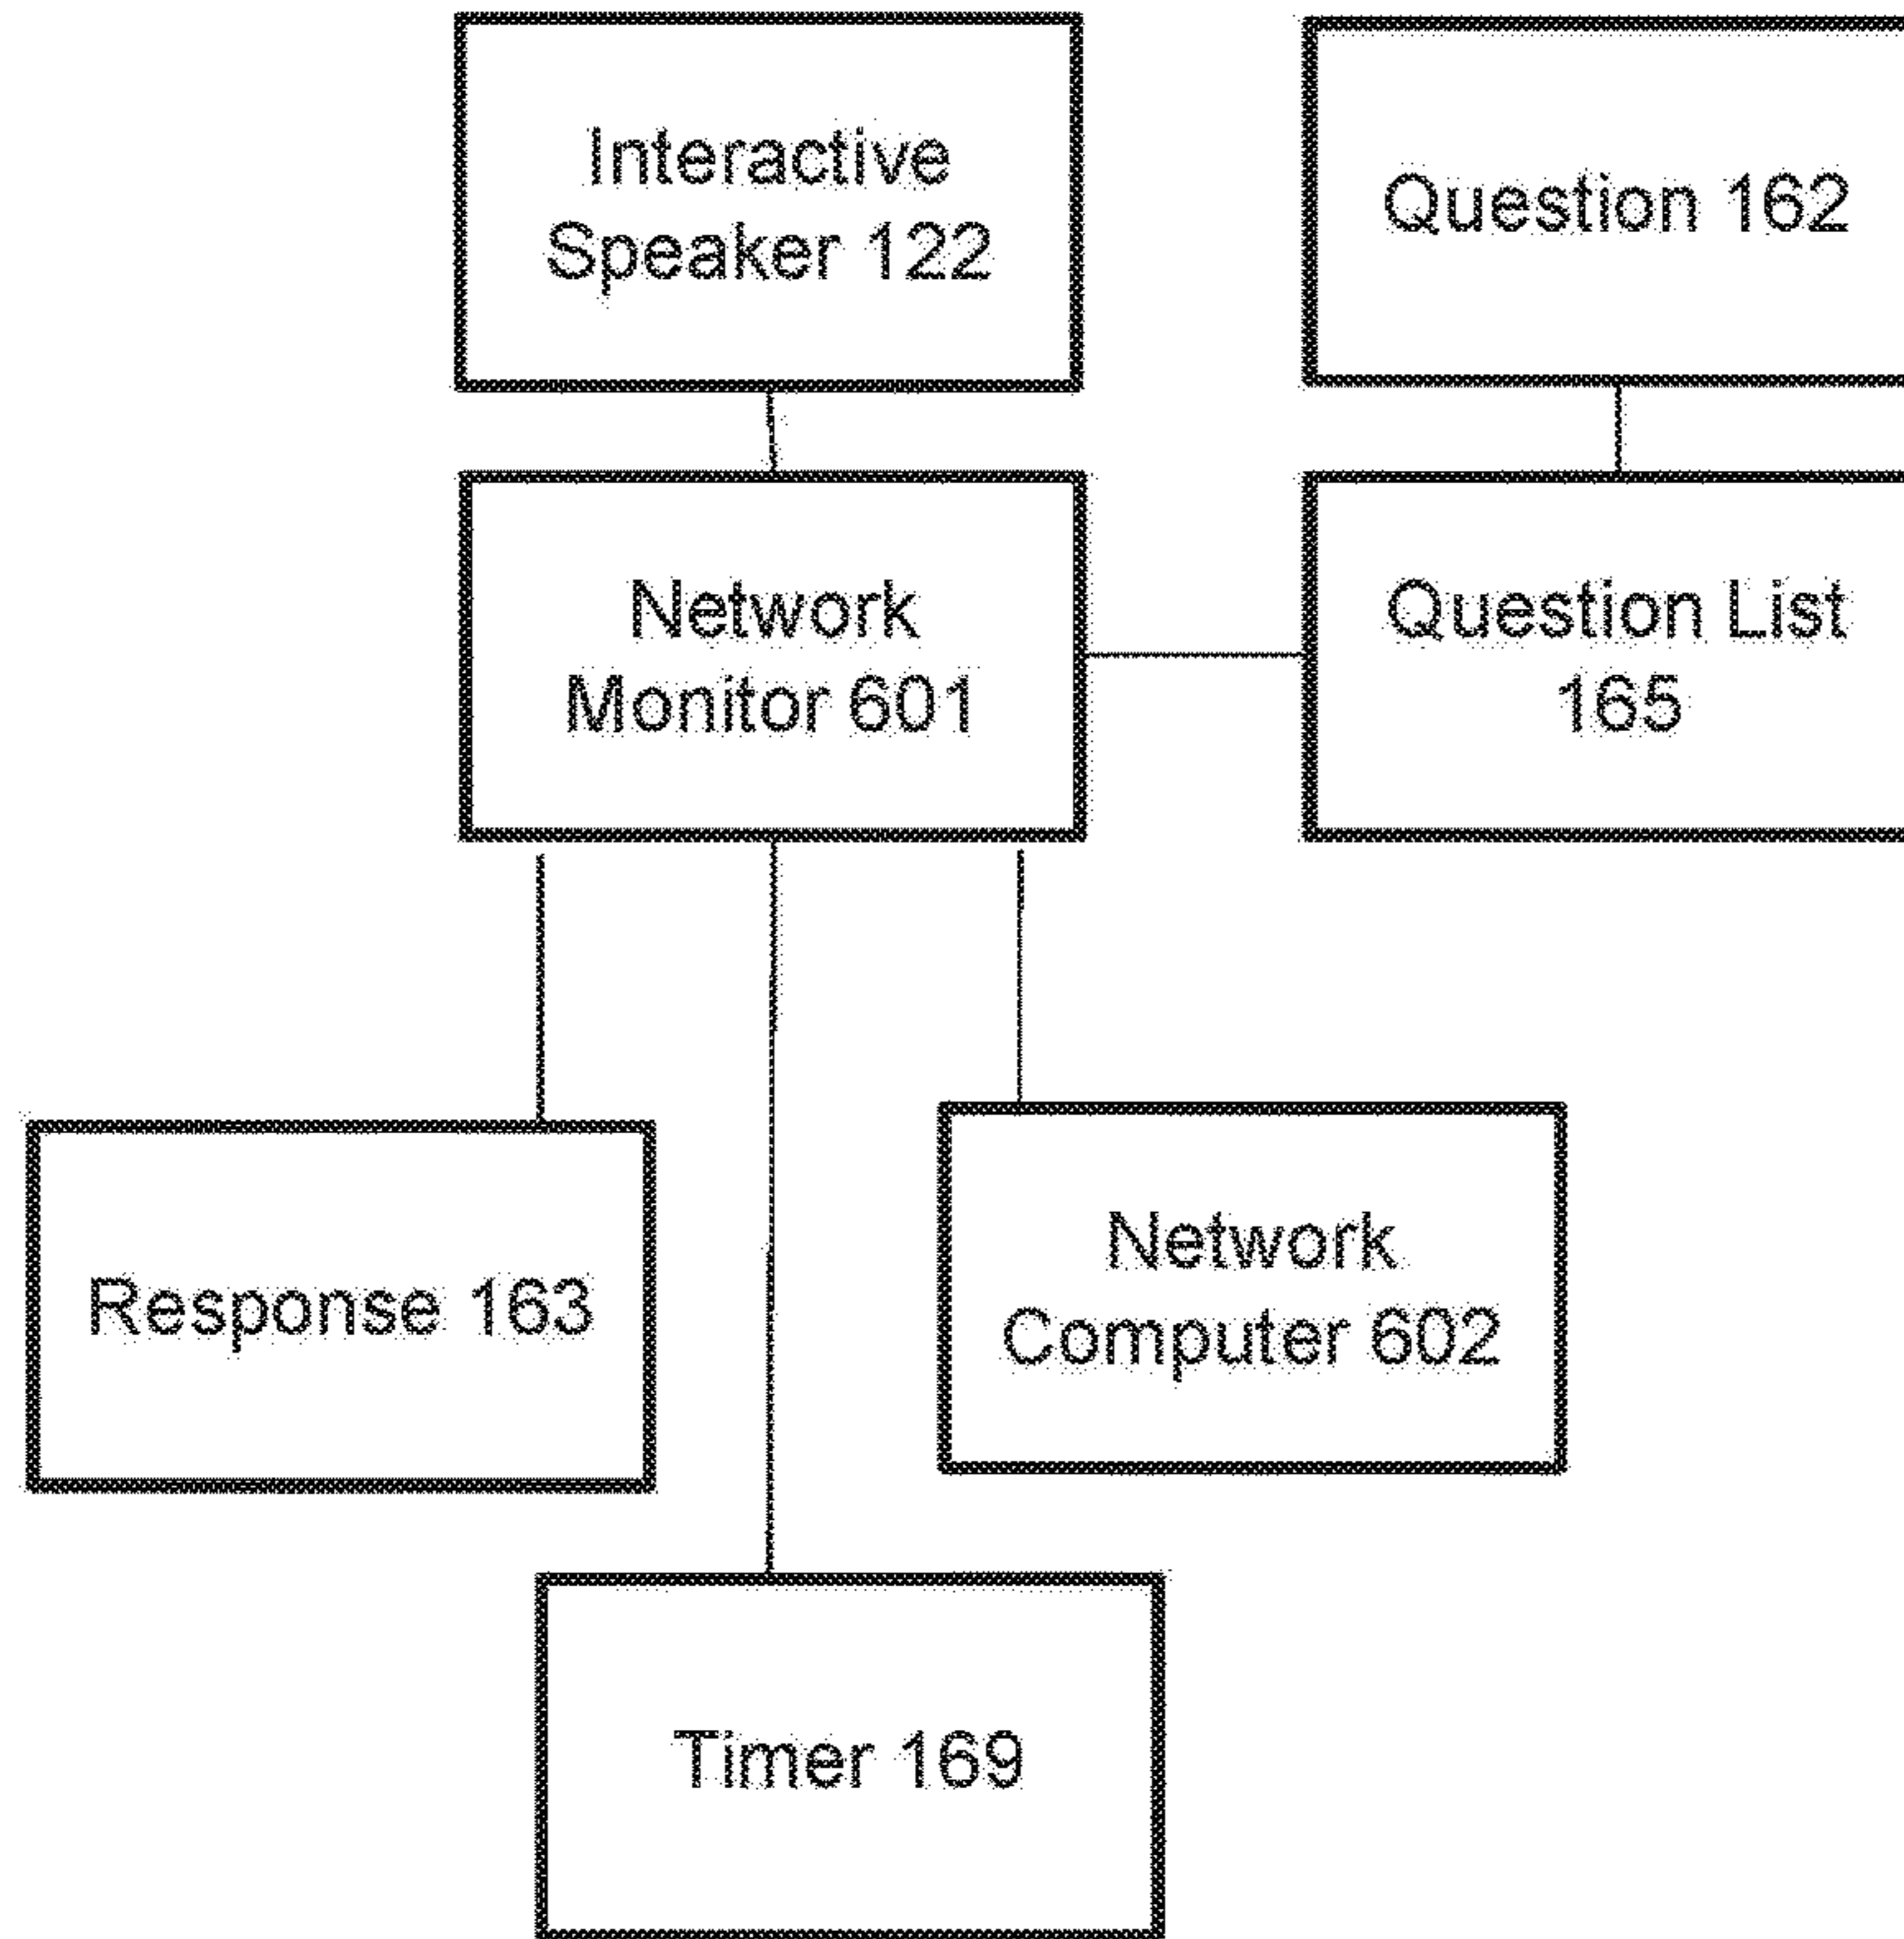 Interactive
Speaker 122
Question 162
Network
Monitor 601
Question List
165
Response 163
Network
Computer 602
Timer 169